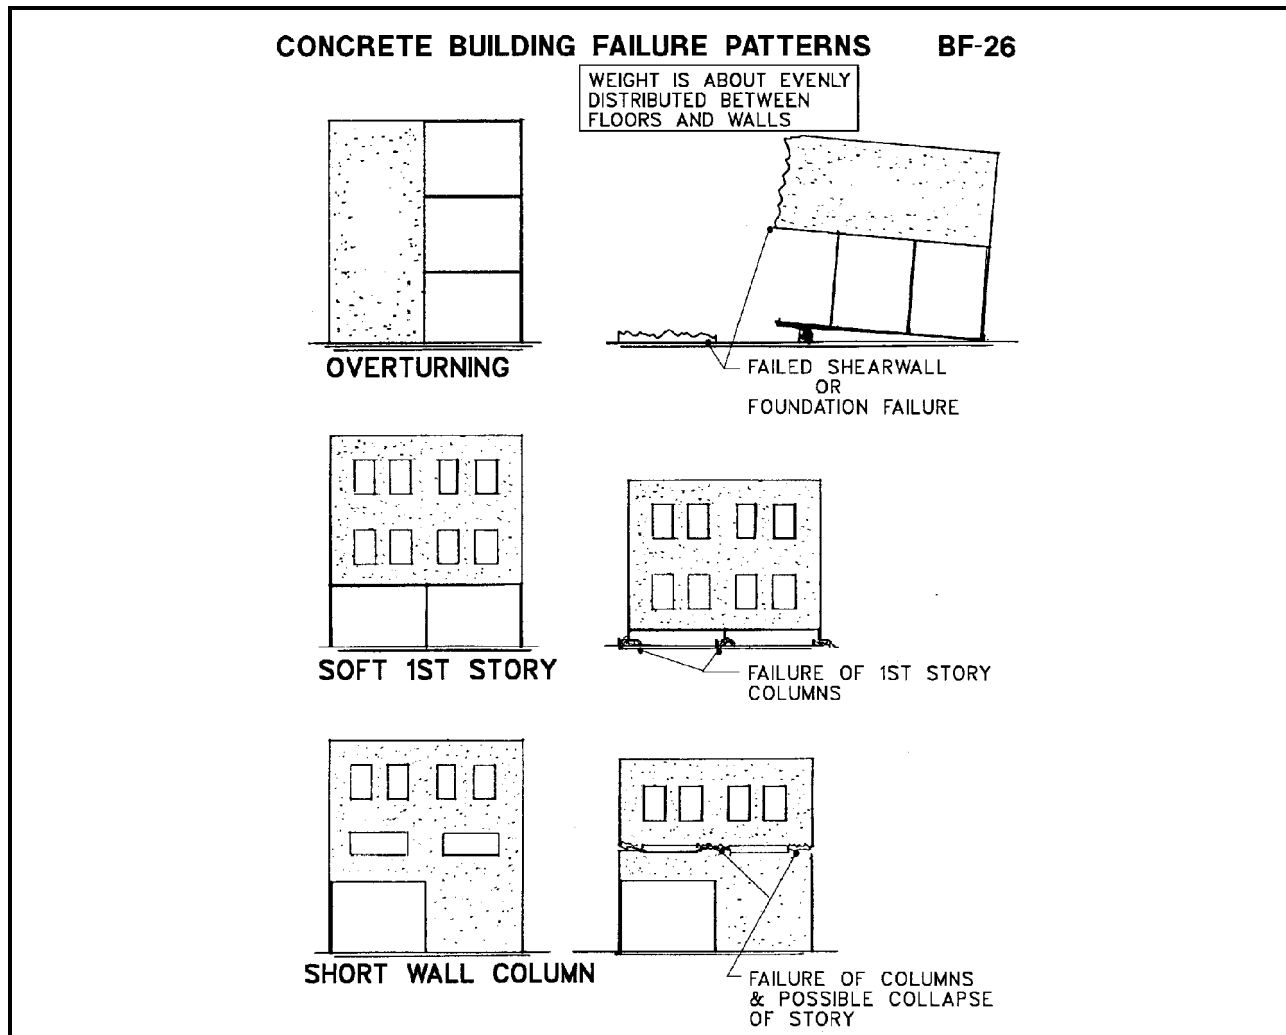 CONCRETE BUILDING FAILURE PATTERNS BF-26
WEIGHT IS ABOUT EVENLY
DISTRIBUTED BETWEEN
FLOORS AND WALLS
OVERTURNING
FAILED SHEARWALL
OR
FOUNDATION FAILURE
SOFT 1ST STORY
FAILURE OF 1ST STORY
COLUMNS
SHORT WALL COLUMN
FAILURE OF COLUMNS
& POSSIBLE COLLAPSE
OF STORY